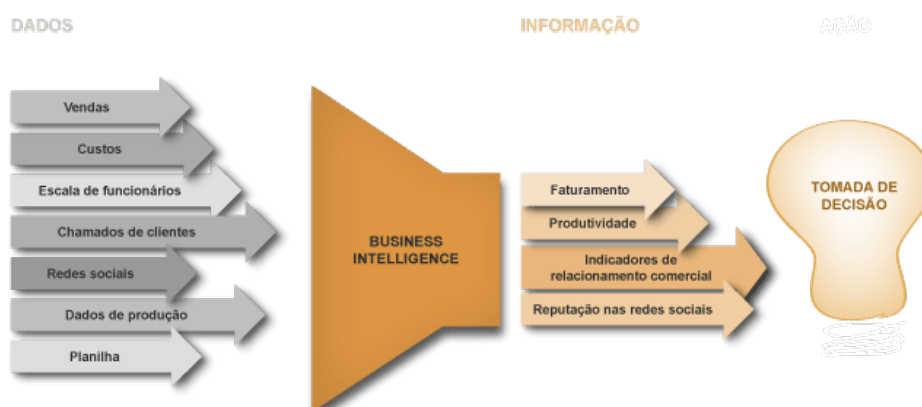 DADOS
INFORMAÇÃO
AÇÃO
Vendas
Custos
Escala de funcionários
Chamados de clientes
Redes sociais
Dados de produção
Planilha
BUSINESS
INTELLIGENCE
Faturamento
Produtividade
Indicadores de
relacionamento comercial
Reputação nas redes sociais
TOMADA DE
DECISÃO